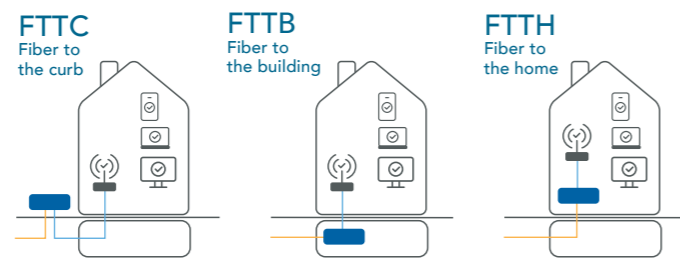 FTTC
Fiber to
the curb
FTTB
Fiber to
the building
FTTH
Fiber to
the home